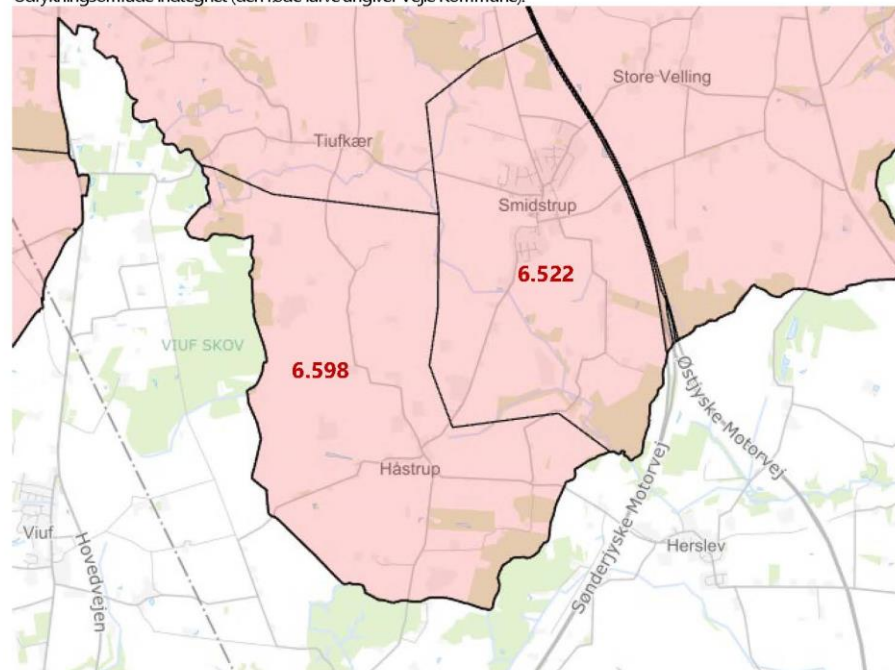 Store Velling
Tiufkær
Smidstrup
6.522
VIUF SKOV
6.598
Østjyske Motorvej
Håstrup
Sønderjyske Motorvej
Viuf
Hovedvejen
Herslev